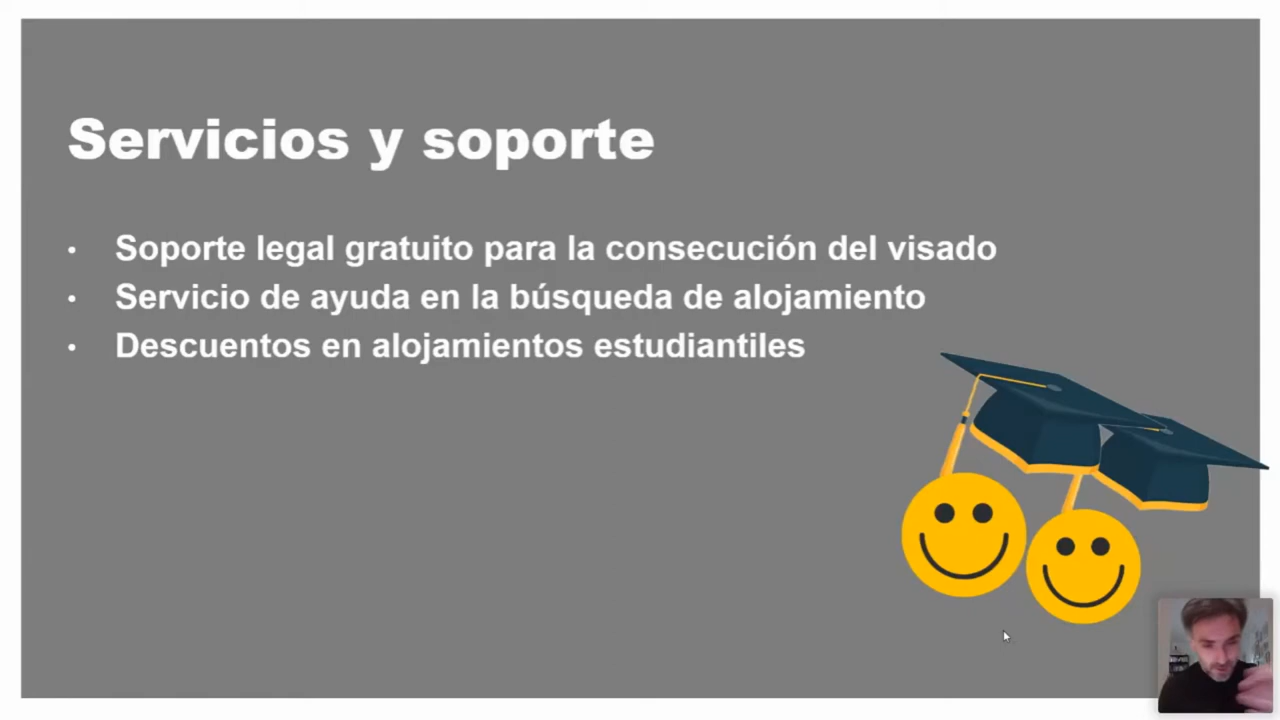 Servicios y soporte
• Soporte legal gratuito para la consecución del visado
• Servicio de ayuda en la búsqueda de alojamiento
• Descuentos en alojamientos estudiantiles